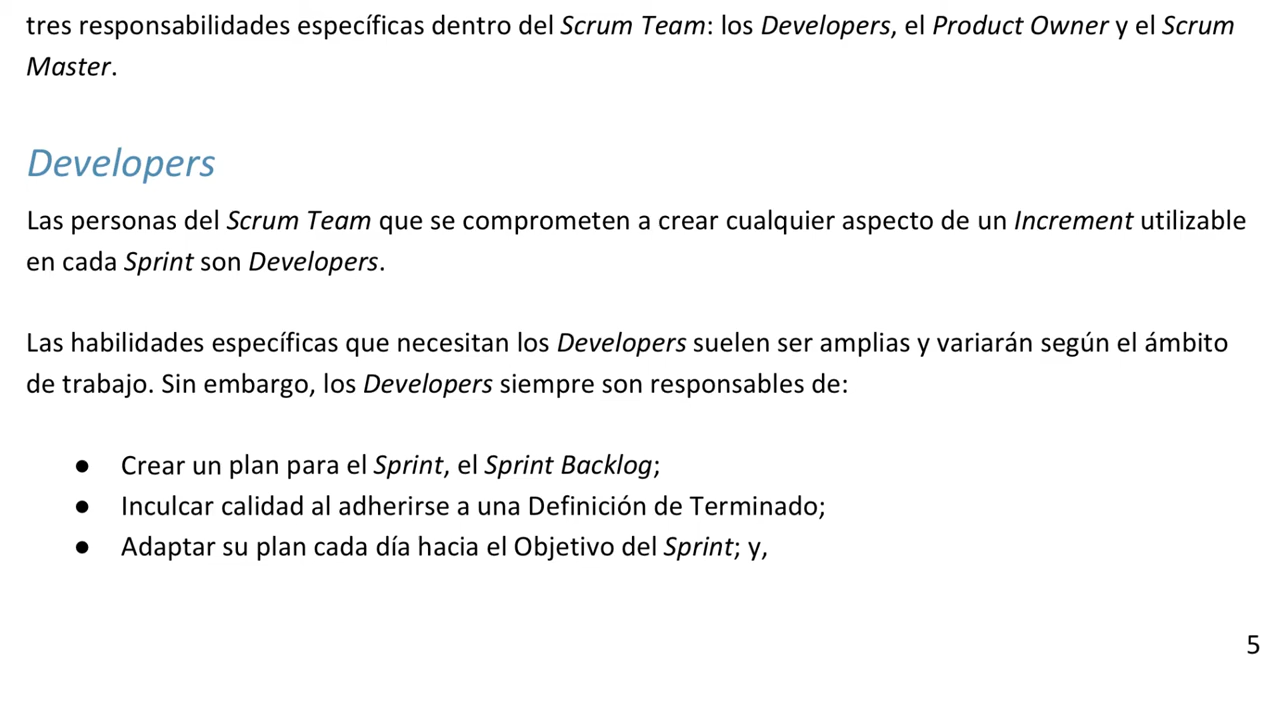 tres responsabilidades específicas dentro del Scrum Team: los Developers, el Product Owner y el Scrum
Master.
Developers
Las personas del Scrum Team que se comprometen a crear cualquier aspecto de un Increment utilizable
en cada Sprint son Developers.
Las habilidades específicas que necesitan los Developers suelen ser amplias y variarán según el ámbito
de trabajo. Sin embargo, los Developers siempre son responsables de:
● Crear un plan para el Sprint, el Sprint Backlog;
● Inculcar calidad al adherirse a una Definición de Terminado;
● Adaptar su plan cada día hacia el Objetivo del Sprint; y,
5